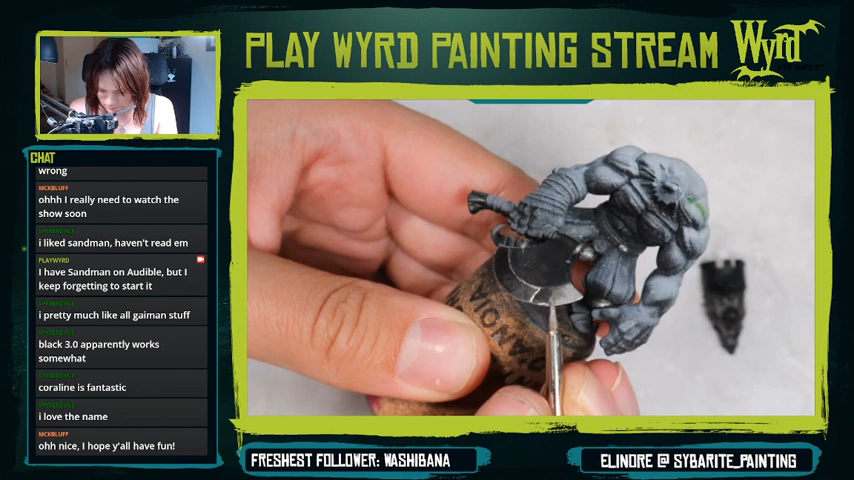 PLAY WYRD PAINTING STREAM
Wyrd
CHAT
wrong
MCKBLUFF
ohhh I really need to watch the
show soon
i liked sandman, haven't read em
PLAYWYRD
I have Sandman on Audible, but I
keep forgetting to start it
i pretty much like all gaiman stuff
black 3.0 apparently works
somewhat
coraline is fantastic
i love the name
MCKBLUFF
ohh nice, I hope y'all have fun!
FRESHEST FOLLOWER: WASHIBANA
ELINORE @ SYBARITE_PAINTING